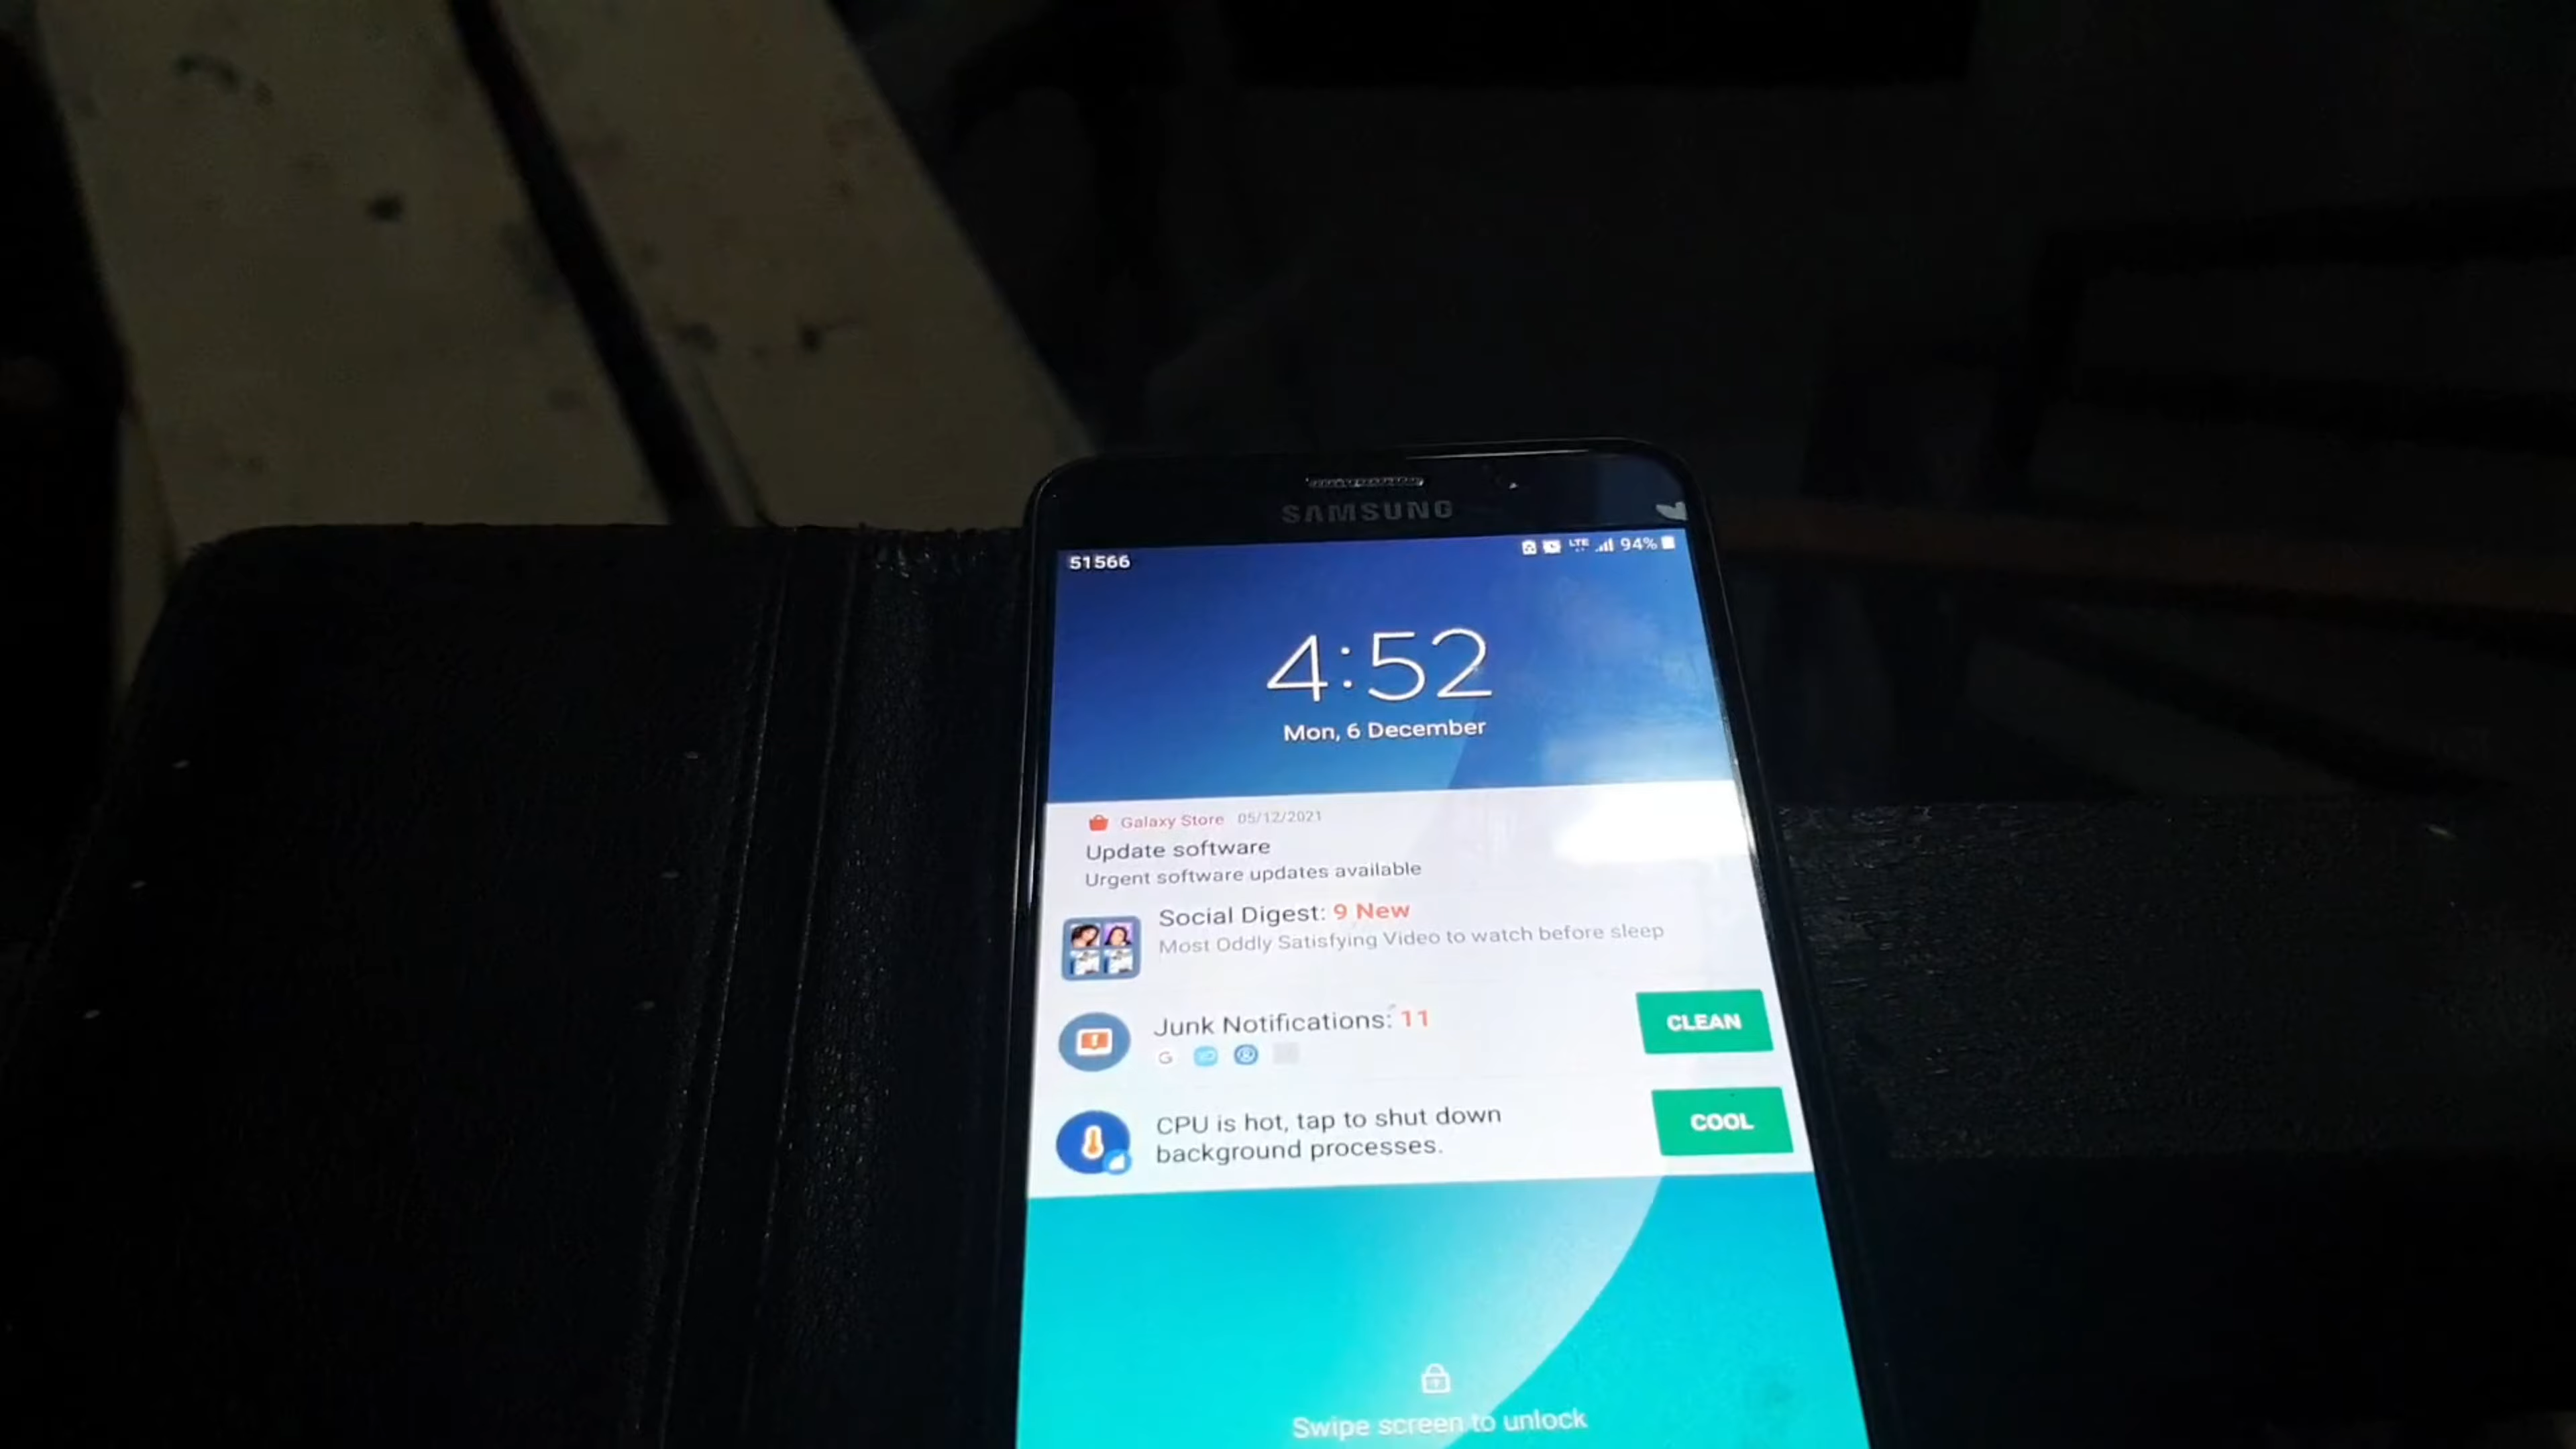 SAMSUNG
51566
LTE 94%
4:52
Mon, 6 December
Galaxy Store 05/12/2021
Update software
Urgent software updates available
Social Digest: 9 New
Most Oddly Satisfying Video to watch before sleep
Junk Notifications: 11
CLEAN
G
CPU is hot, tap to shut down
background processes.
COOL
Swipe screen to unlock